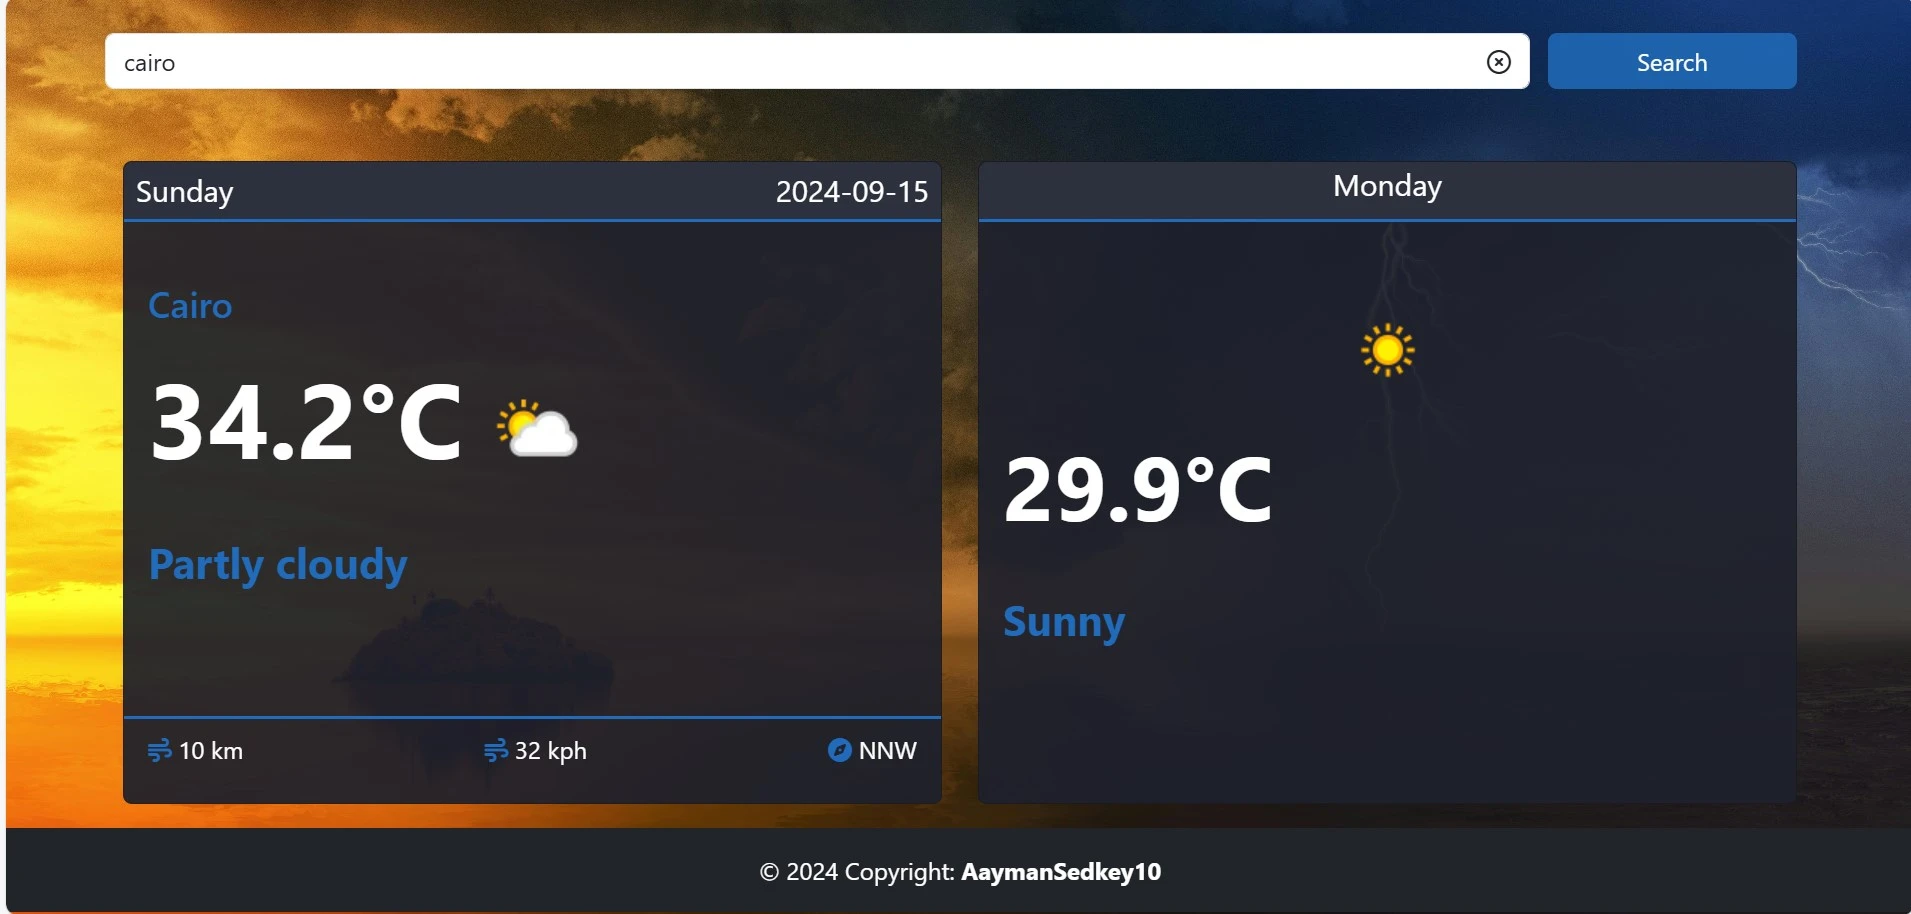 cairo
Search
Sunday 2024-09-15
Cairo
34.2°C
Partly cloudy
10 km 32 kph NNW
Monday
29.9°C
Sunny
© 2024 Copyright: AaymanSedkey10